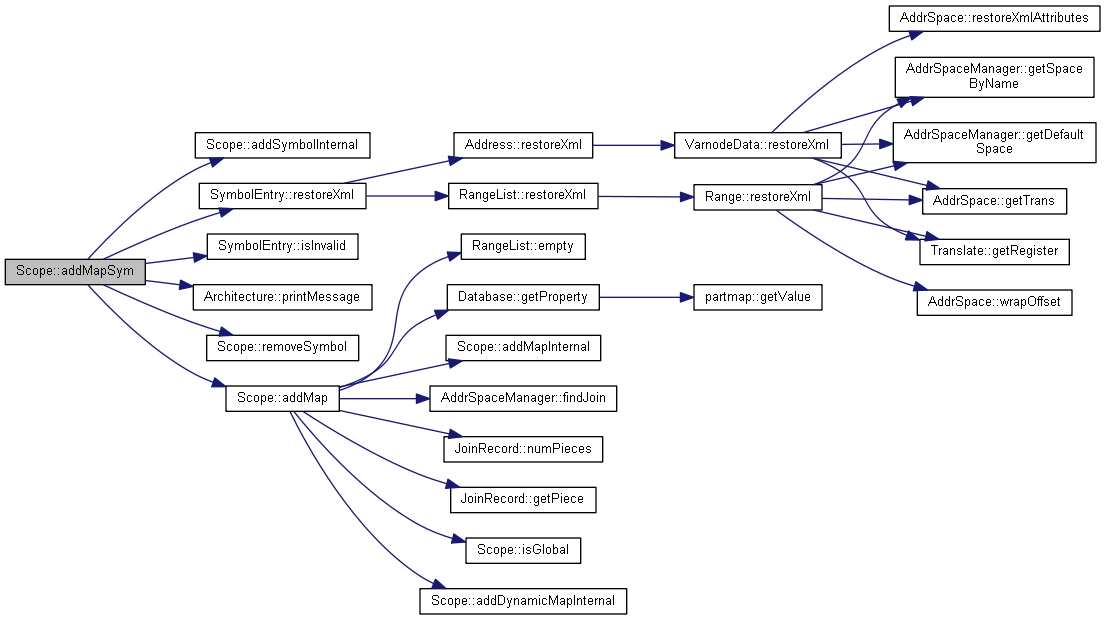 Scope::addMapSym
Scope::addSymbolInternal
SymbolEntry::restoreXml
SymbolEntry::isInvalid
Architecture::printMessage
Scope::removeSymbol
Scope::addMap
Address::restoreXml
RangeList::restoreXml
RangeList::empty
Database::getProperty
Scope::addMapInternal
AddrSpaceManager::findJoin
JoinRecord::numPieces
JoinRecord::getPiece
Scope::isGlobal
Scope::addDynamicMapInternal
VarnodeData::restoreXml
Range::restoreXml
partmap::getValue
AddrSpace::restoreXmlAttributes
AddrSpaceManager::getSpace
ByName
AddrSpaceManager::getDefault
Space
AddrSpace::getTrans
Translate::getRegister
AddrSpace::wrapOffset